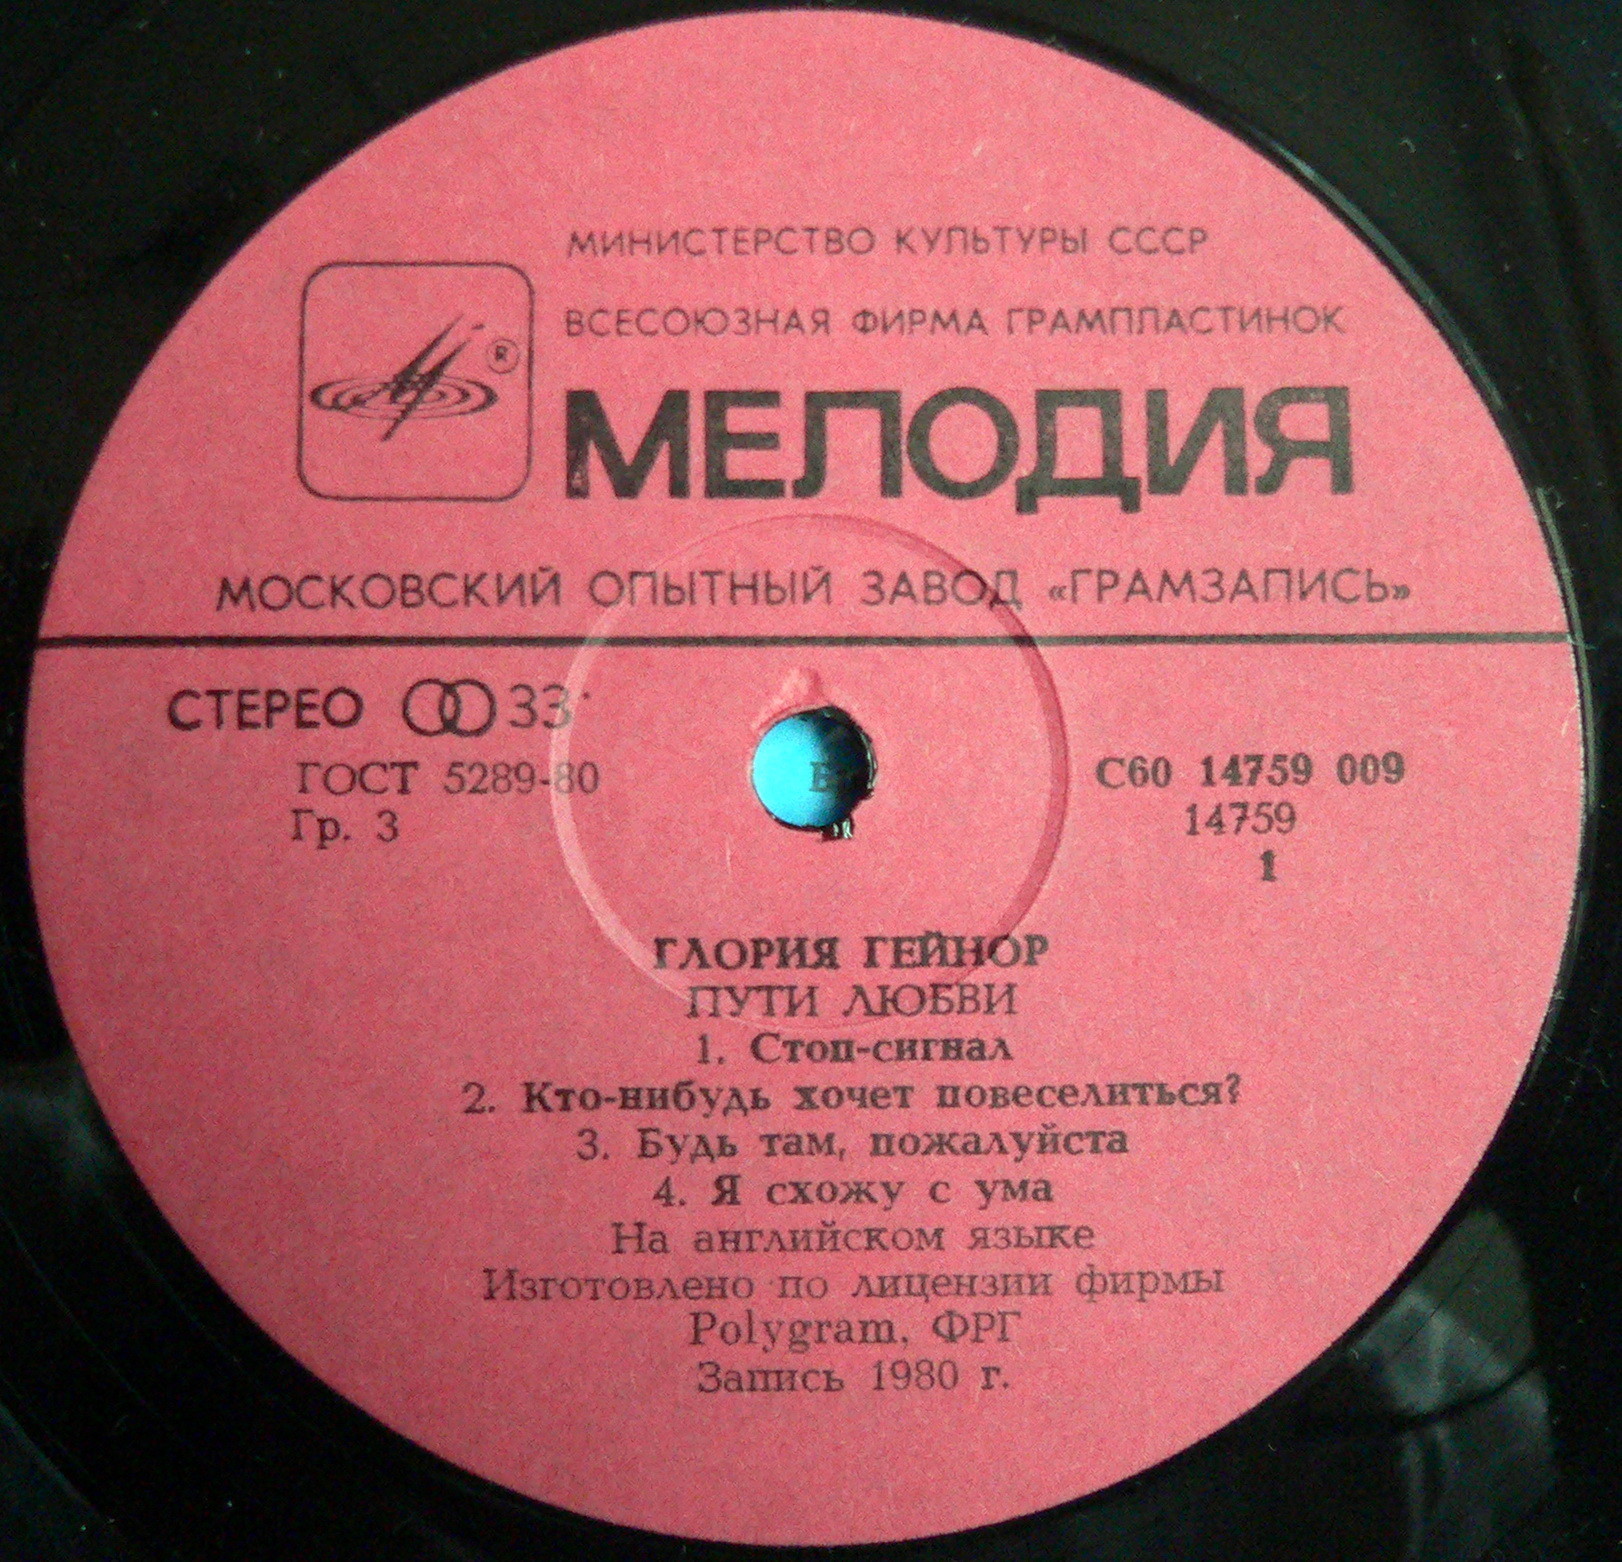 МИНИСТЕРСТВО КУЛЬТУРЫ СССР
ВСЕСОЮЗНАЯ ФИРМА ГРАМПЛАСТИНОК
МЕЛОДИЯ
®
МОСКОВСКИЙ ОПЫТНЫЙ ЗАВОД «ГРАМЗАПИСЬ»
СТЕРЕО 33
ГОСТ 5289-80
Гр. 3
С60 14759 009
14759
1
ГЛОРИЯ ГЕЙНОР
ПУТИ ЛЮБВИ
1. Стоп-сигнал
2. Кто-нибудь хочет повеселиться?
3. Будь там, пожалуйста
4. Я схожу с ума
На английском языке
Изготовлено по лицензии фирмы
Polygram, ФРГ
Запись 1980 г.